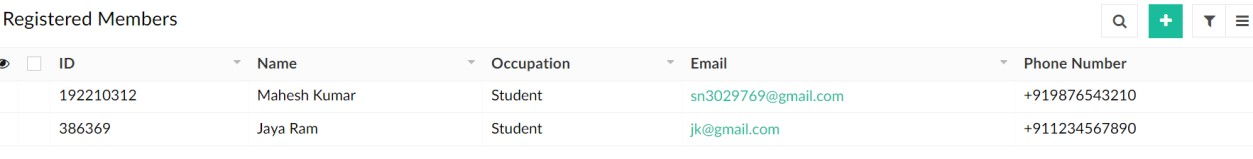 Registered Members
ID Name Occupation Email Phone Number
192210312 Mahesh Kumar Student sn3029769@gmail.com +919876543210
386369 Jaya Ram Student jk@gmail.com +911234567890